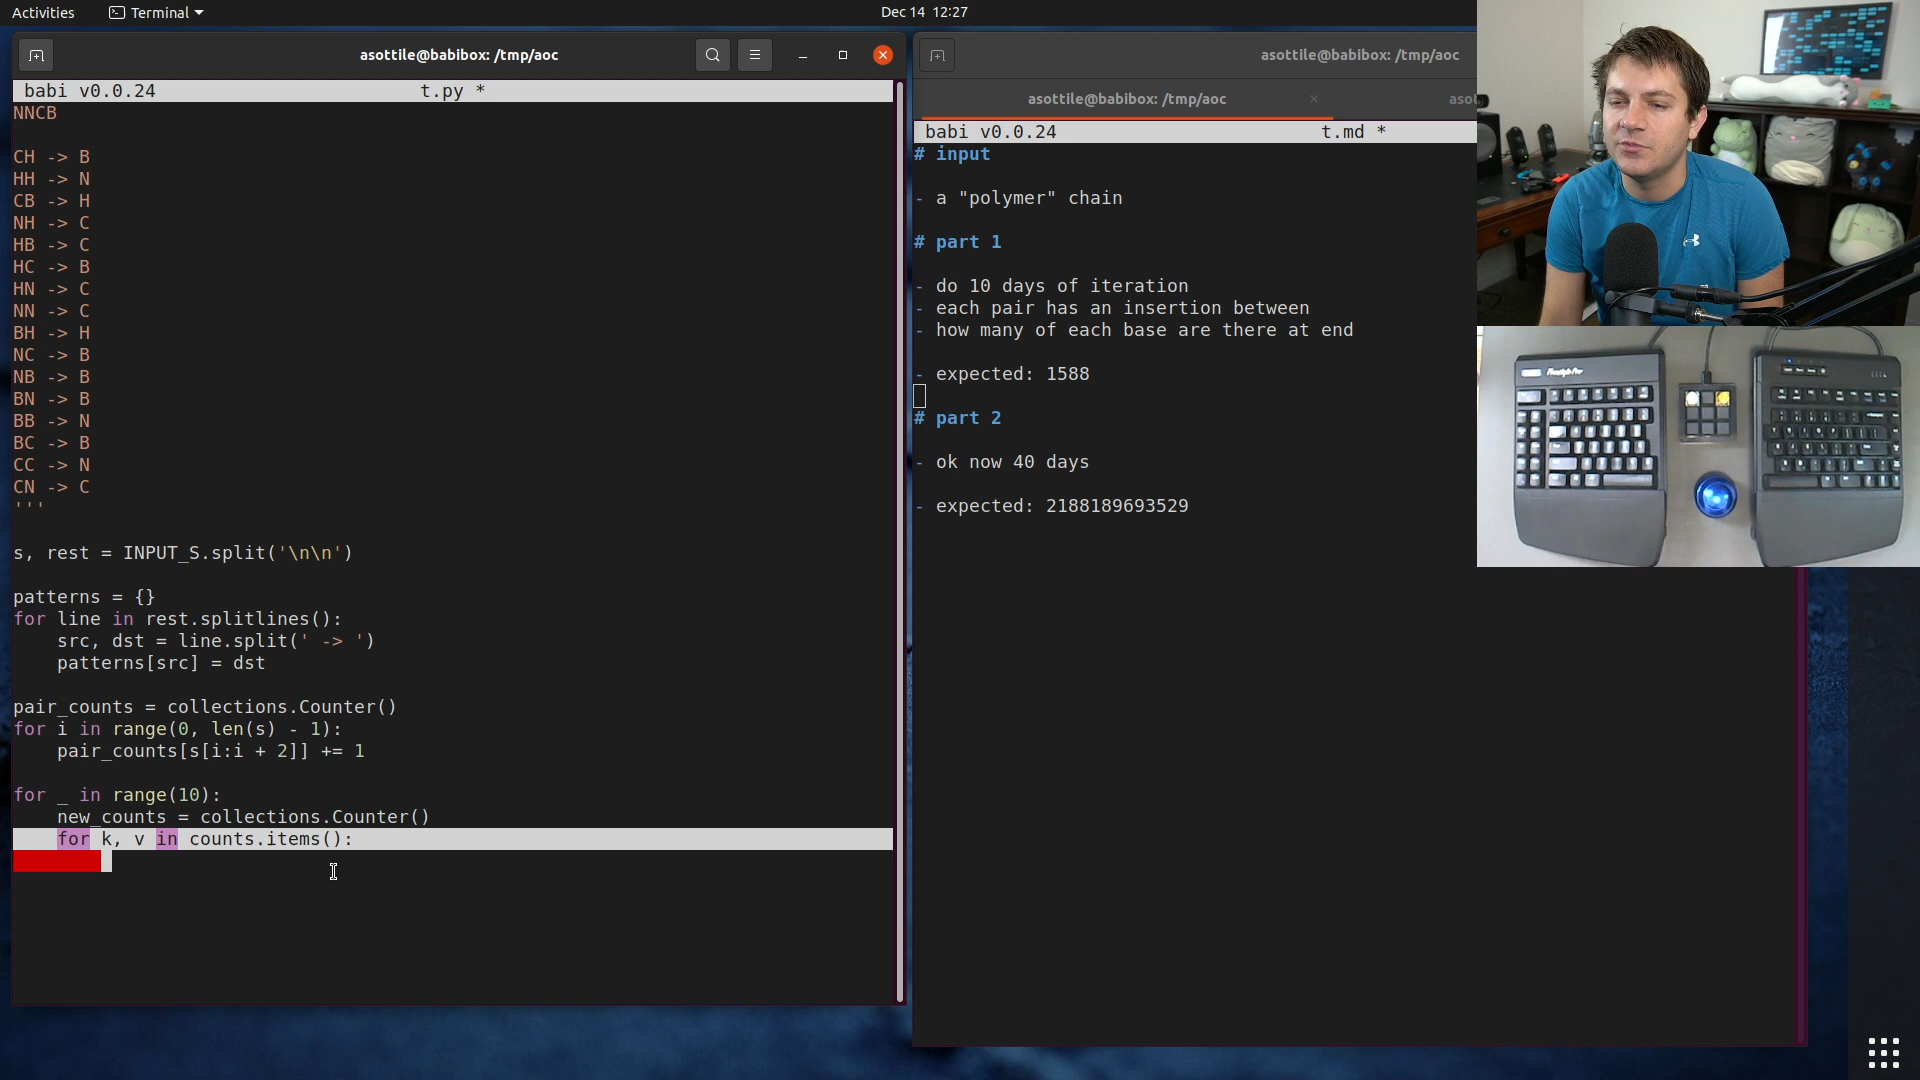 Activities
Terminal
Dec 14 12:27
asottile@babibox: /tmp/aoc
babi v0.0.24 t.py *
NNCB
CH -> B
HH -> N
CB -> H
NH -> C
HB -> C
HC -> B
HN -> C
NN -> C
BH -> H
NC -> B
NB -> B
BN -> B
BB -> N
BC -> B
CC -> N
CN -> C
'''
s, rest = INPUT_S.split('\n\n')
patterns = {}
for line in rest.splitlines():
    src, dst = line.split(' -> ')
    patterns[src] = dst
pair_counts = collections.Counter()
for i in range(0, len(s) - 1):
    pair_counts[s[i:i + 2]] += 1
for _ in range(10):
    new_counts = collections.Counter()
    for k, v in counts.items():
asottile@babibox: /tmp/aoc
asottile@babibox: /tmp/aoc
babi v0.0.24 t.md *
# input
- a "polymer" chain
# part 1
- do 10 days of iteration
- each pair has an insertion between
- how many of each base are there at end
- expected: 1588
# part 2
- ok now 40 days
- expected: 2188189693529